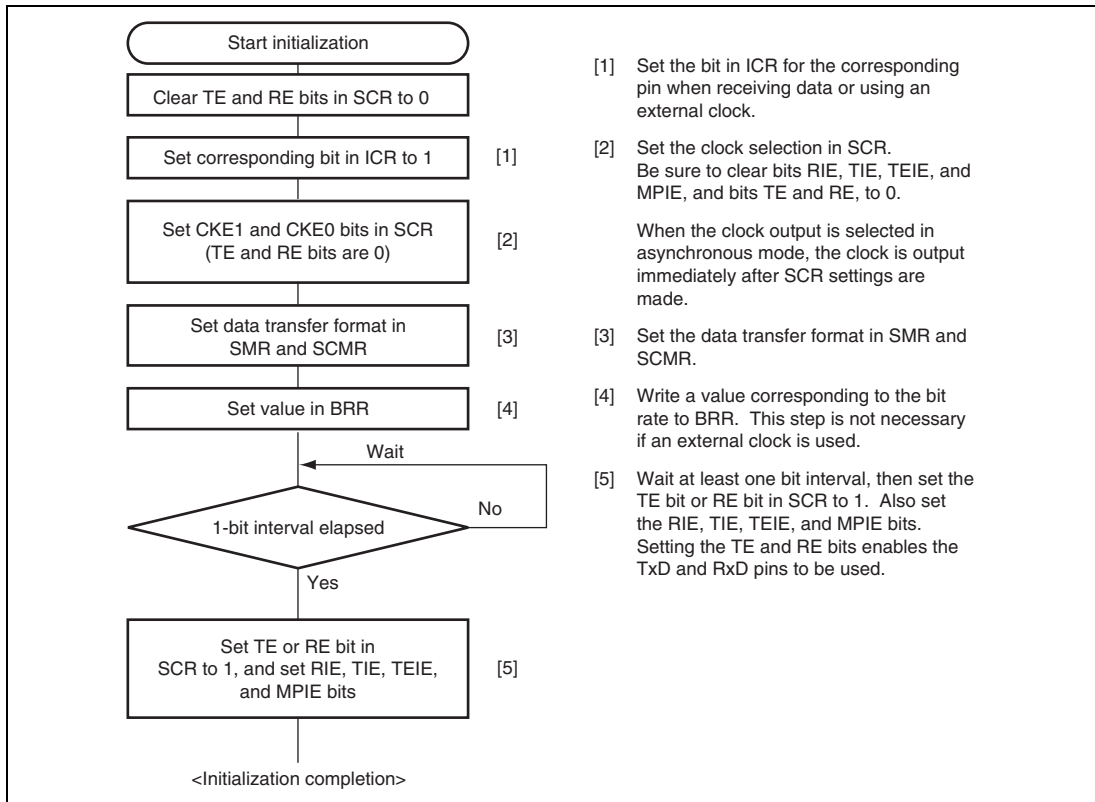 Start initialization
Clear TE and RE bits in SCR to 0
Set corresponding bit in ICR to 1
[1]
Set CKE1 and CKE0 bits in SCR
(TE and RE bits are 0)
[2]
Set data transfer format in
SMR and SCMR
[3]
Set value in BRR
[4]
Wait
1-bit interval elapsed
No
Yes
Set TE or RE bit in
SCR to 1, and set RIE, TIE, TEIE,
and MPIE bits
[5]
<Initialization completion>
[1] Set the bit in ICR for the corresponding
pin when receiving data or using an
external clock.
[2] Set the clock selection in SCR.
Be sure to clear bits RIE, TIE, TEIE, and
MPIE, and bits TE and RE, to 0.
When the clock output is selected in
asynchronous mode, the clock is output
immediately after SCR settings are
made.
[3] Set the data transfer format in SMR and
SCMR.
[4] Write a value corresponding to the bit
rate to BRR. This step is not necessary
if an external clock is used.
[5] Wait at least one bit interval, then set the
TE bit or RE bit in SCR to 1. Also set
the RIE, TIE, TEIE, and MPIE bits.
Setting the TE and RE bits enables the
TxD and RxD pins to be used.